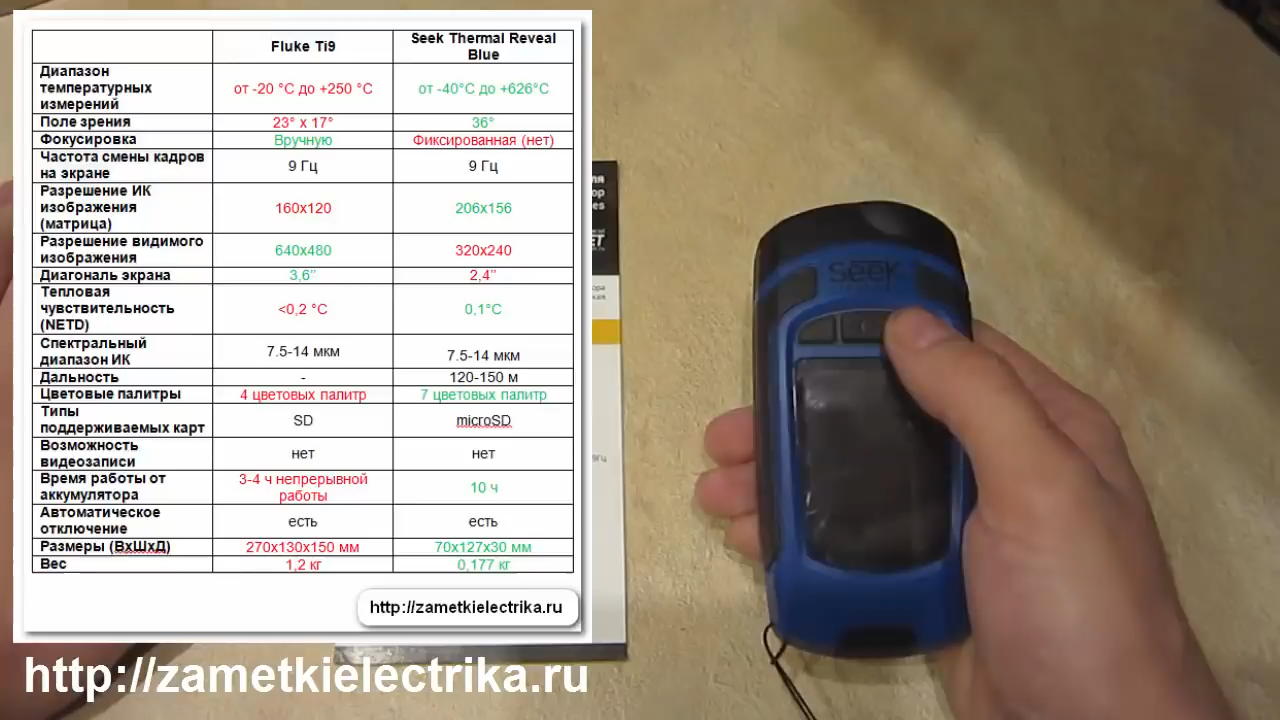 Fluke Ti9
Seek Thermal Reveal
Blue
Диапазон
температурных
измерений
от -20 °C до +250 °C
от -40°C до +626°C
Поле зрения
23° x 17°
36°
Фокусировка
Вручную
Фиксированная (нет)
Частота смены кадров
на экране
9 Гц
9 Гц
Разрешение ИК
изображения
(матрица)
160x120
206x156
Разрешение видимого
изображения
640x480
320x240
Диагональ экрана
3,6’’
2,4’’
Тепловая
чувствительность
(NETD)
<0,2 °C
0,1°C
Спектральный
диапазон ИК
7.5-14 мкм
7.5-14 мкм
Дальность
-
120-150 м
Цветовые палитры
4 цветовых палитр
7 цветовых палитр
Типы
поддерживаемых карт
SD
microSD
Возможность
видеозаписи
нет
нет
Время работы от
аккумулятора
3-4 ч непрерывной
работы
10 ч
Автоматическое
отключение
есть
есть
Размеры (ВхШхД)
270x130x150 мм
70x127x30 мм
Вес
1,2 кг
0,177 кг
http://zametkielectrika.ru
http://zametkielectrika.ru
seek